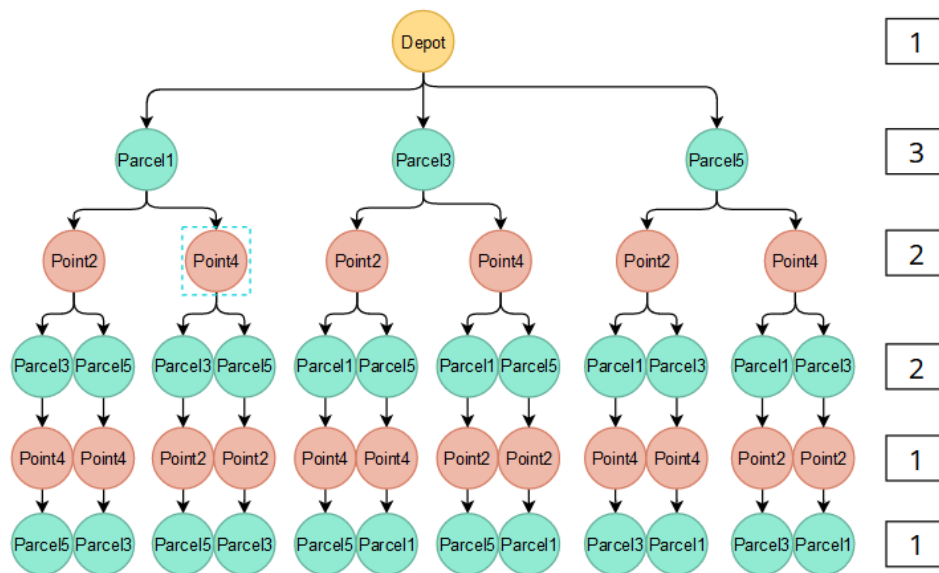 Depot 1
Parcel1 Parcel3 Parcel5 3
Point2 Point4 Point2 Point4 Point2 Point4 2
Parcel3 Parcel5 Parcel3 Parcel5 Parcel1 Parcel5 Parcel1 Parcel5 Parcel1 Parcel3 Parcel1 Parcel3 2
Point4 Point4 Point2 Point2 Point4 Point4 Point2 Point2 Point4 Point4 Point2 Point2 1
Parcel5 Parcel3 Parcel5 Parcel3 Parcel5 Parcel1 Parcel5 Parcel1 Parcel3 Parcel1 Parcel3 Parcel1 1